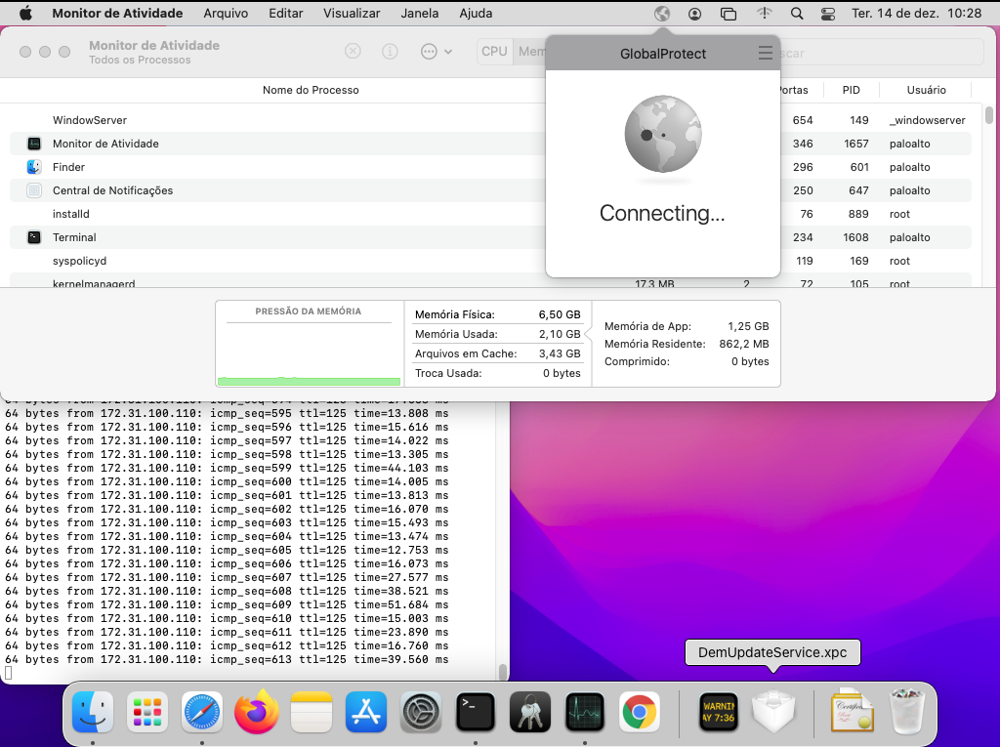 Monitor de Atividade Arquivo Editar Visualizar Janela Ajuda Ter. 14 de dez. 10:28
Monitor de Atividade
Todos os Processos
CPU Mem
GlobalProtect
Connecting...
Nome do Processo Portas PID Usuário
WindowServer 654 149 _windowserver
Monitor de Atividade 346 1657 paloalto
Finder 296 601 paloalto
Central de Notificações 250 647 paloalto
installd 76 889 root
Terminal 234 1608 paloalto
syspolicyd 119 169 root
kernelmanagerd 17,3 MB 2 72 105 root
PRESSÃO DA MEMÓRIA
Memória Física: 6,50 GB
Memória Usada: 2,10 GB
Arquivos em Cache: 3,43 GB
Troca Usada: 0 bytes
Memória de App: 1,25 GB
Memória Residente: 862,2 MB
Comprimido: 0 bytes
64 bytes from 172.31.100.110: icmp_seq=595 ttl=125 time=13.808 ms
64 bytes from 172.31.100.110: icmp_seq=596 ttl=125 time=15.616 ms
64 bytes from 172.31.100.110: icmp_seq=597 ttl=125 time=14.022 ms
64 bytes from 172.31.100.110: icmp_seq=598 ttl=125 time=13.305 ms
64 bytes from 172.31.100.110: icmp_seq=599 ttl=125 time=44.103 ms
64 bytes from 172.31.100.110: icmp_seq=600 ttl=125 time=14.005 ms
64 bytes from 172.31.100.110: icmp_seq=601 ttl=125 time=13.813 ms
64 bytes from 172.31.100.110: icmp_seq=602 ttl=125 time=16.070 ms
64 bytes from 172.31.100.110: icmp_seq=603 ttl=125 time=15.493 ms
64 bytes from 172.31.100.110: icmp_seq=604 ttl=125 time=13.474 ms
64 bytes from 172.31.100.110: icmp_seq=605 ttl=125 time=12.753 ms
64 bytes from 172.31.100.110: icmp_seq=606 ttl=125 time=16.073 ms
64 bytes from 172.31.100.110: icmp_seq=607 ttl=125 time=27.577 ms
64 bytes from 172.31.100.110: icmp_seq=608 ttl=125 time=38.521 ms
64 bytes from 172.31.100.110: icmp_seq=609 ttl=125 time=51.684 ms
64 bytes from 172.31.100.110: icmp_seq=610 ttl=125 time=15.003 ms
64 bytes from 172.31.100.110: icmp_seq=611 ttl=125 time=23.890 ms
64 bytes from 172.31.100.110: icmp_seq=612 ttl=125 time=16.760 ms
64 bytes from 172.31.100.110: icmp_seq=613 ttl=125 time=39.560 ms
DemUpdateService.xpc
WARNIN
AY 7:36